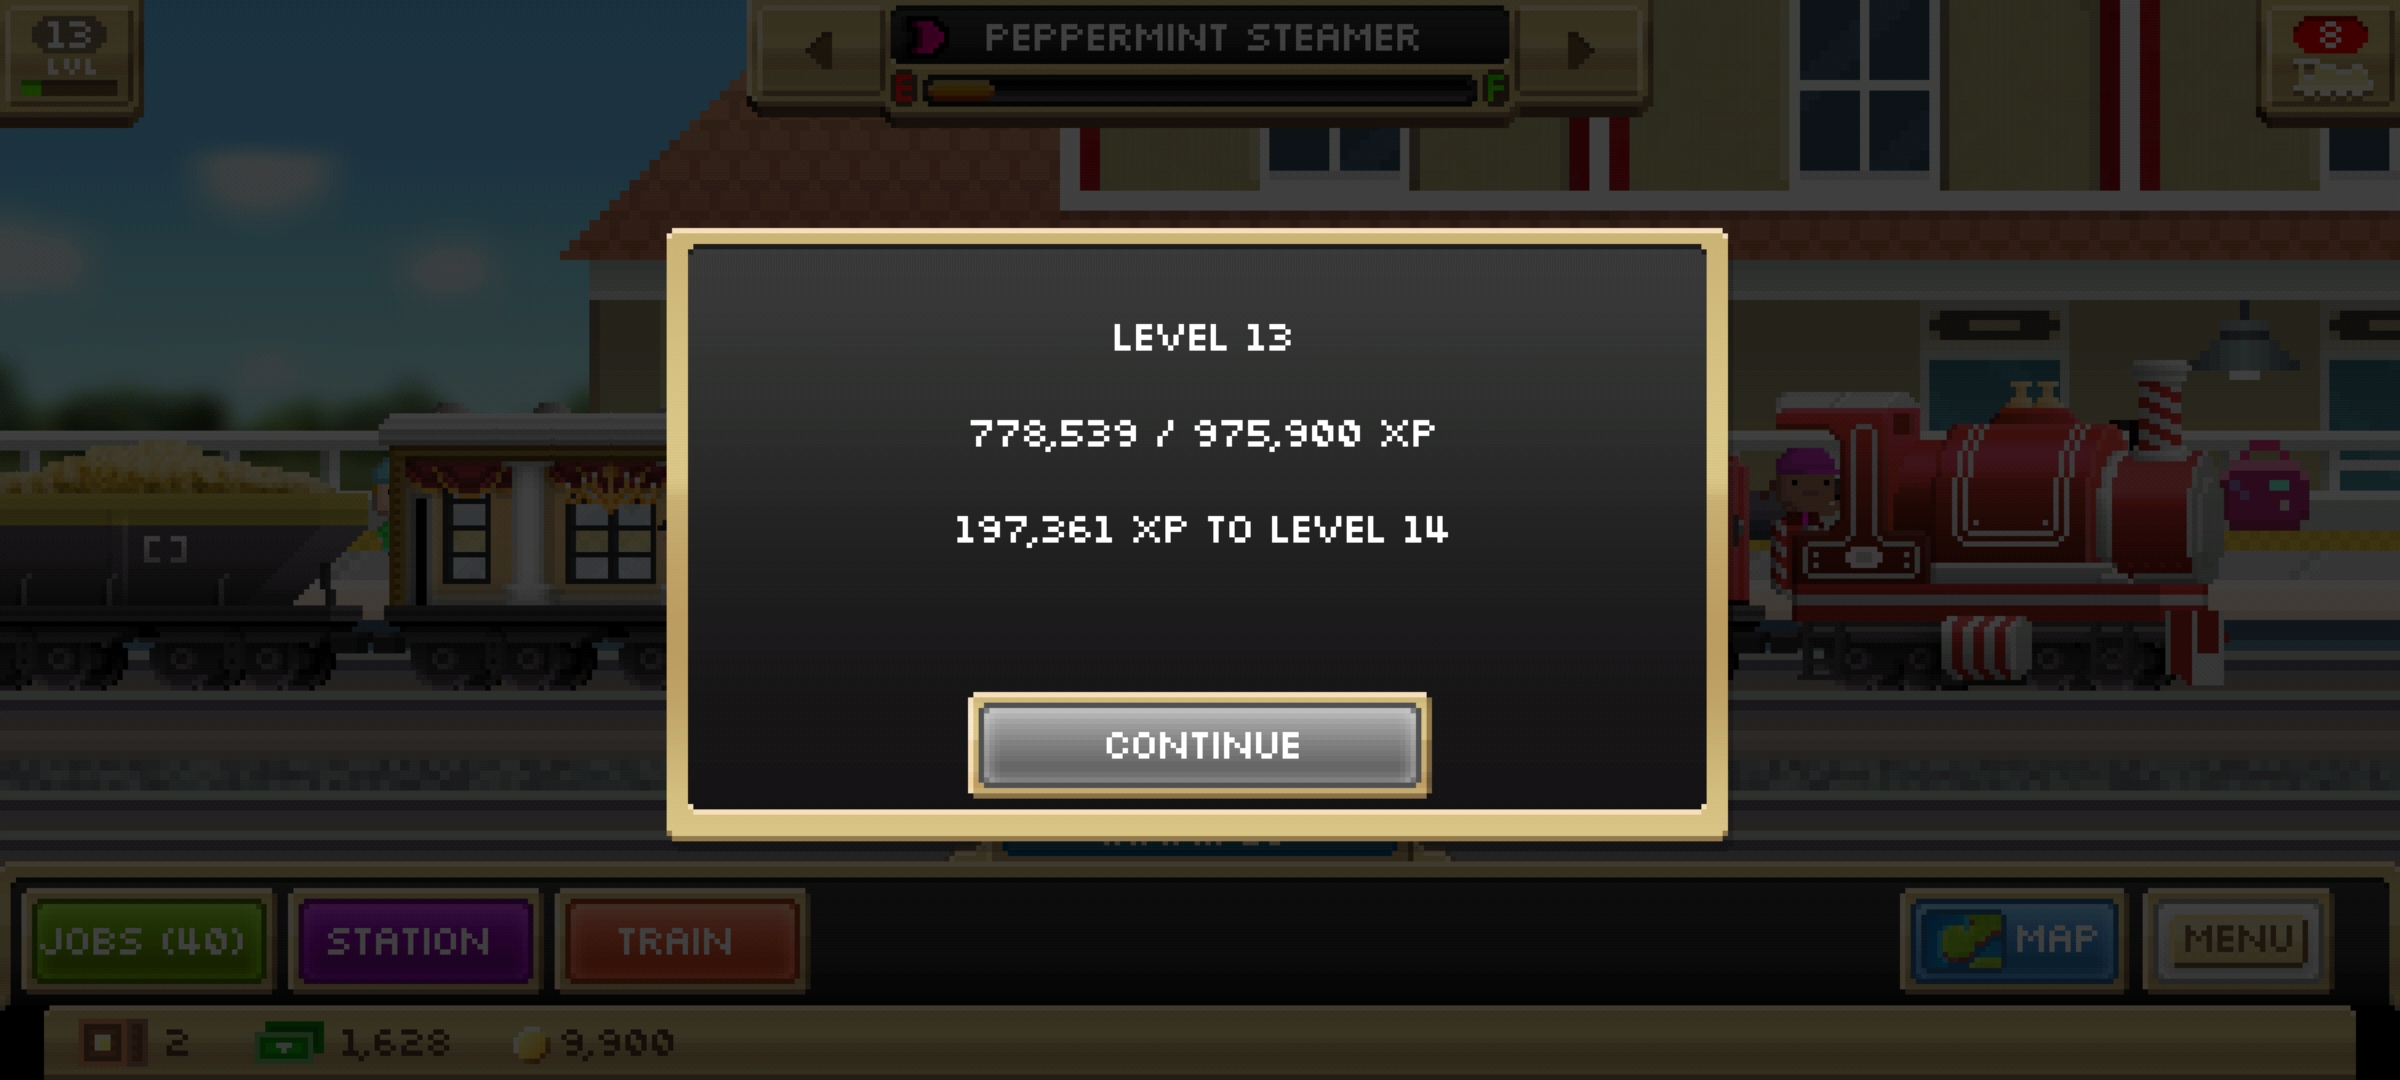 13
LVL
PEPPERMINT STEAMER
E
F
8
LEVEL 13
778,539 / 975,900 XP
197,361 XP TO LEVEL 14
CONTINUE
JOBS (40)
STATION
TRAIN
MAP
MENU
2
1,628
9,900